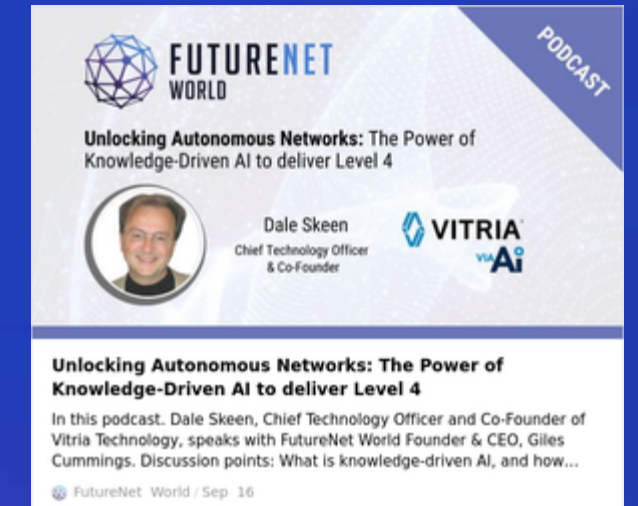 FUTURENET
WORLD
PODCAST
Unlocking Autonomous Networks: The Power of
Knowledge-Driven AI to deliver Level 4
Dale Skeen
Chief Technology Officer
& Co-Founder
VITRIA
VIA Ai
Unlocking Autonomous Networks: The Power of
Knowledge-Driven AI to deliver Level 4
In this podcast. Dale Skeen, Chief Technology Officer and Co-Founder of
Vitria Technology, speaks with FutureNet World Founder & CEO, Giles
Cummings. Discussion points: What is knowledge-driven AI, and how...
FutureNet World / Sep 16